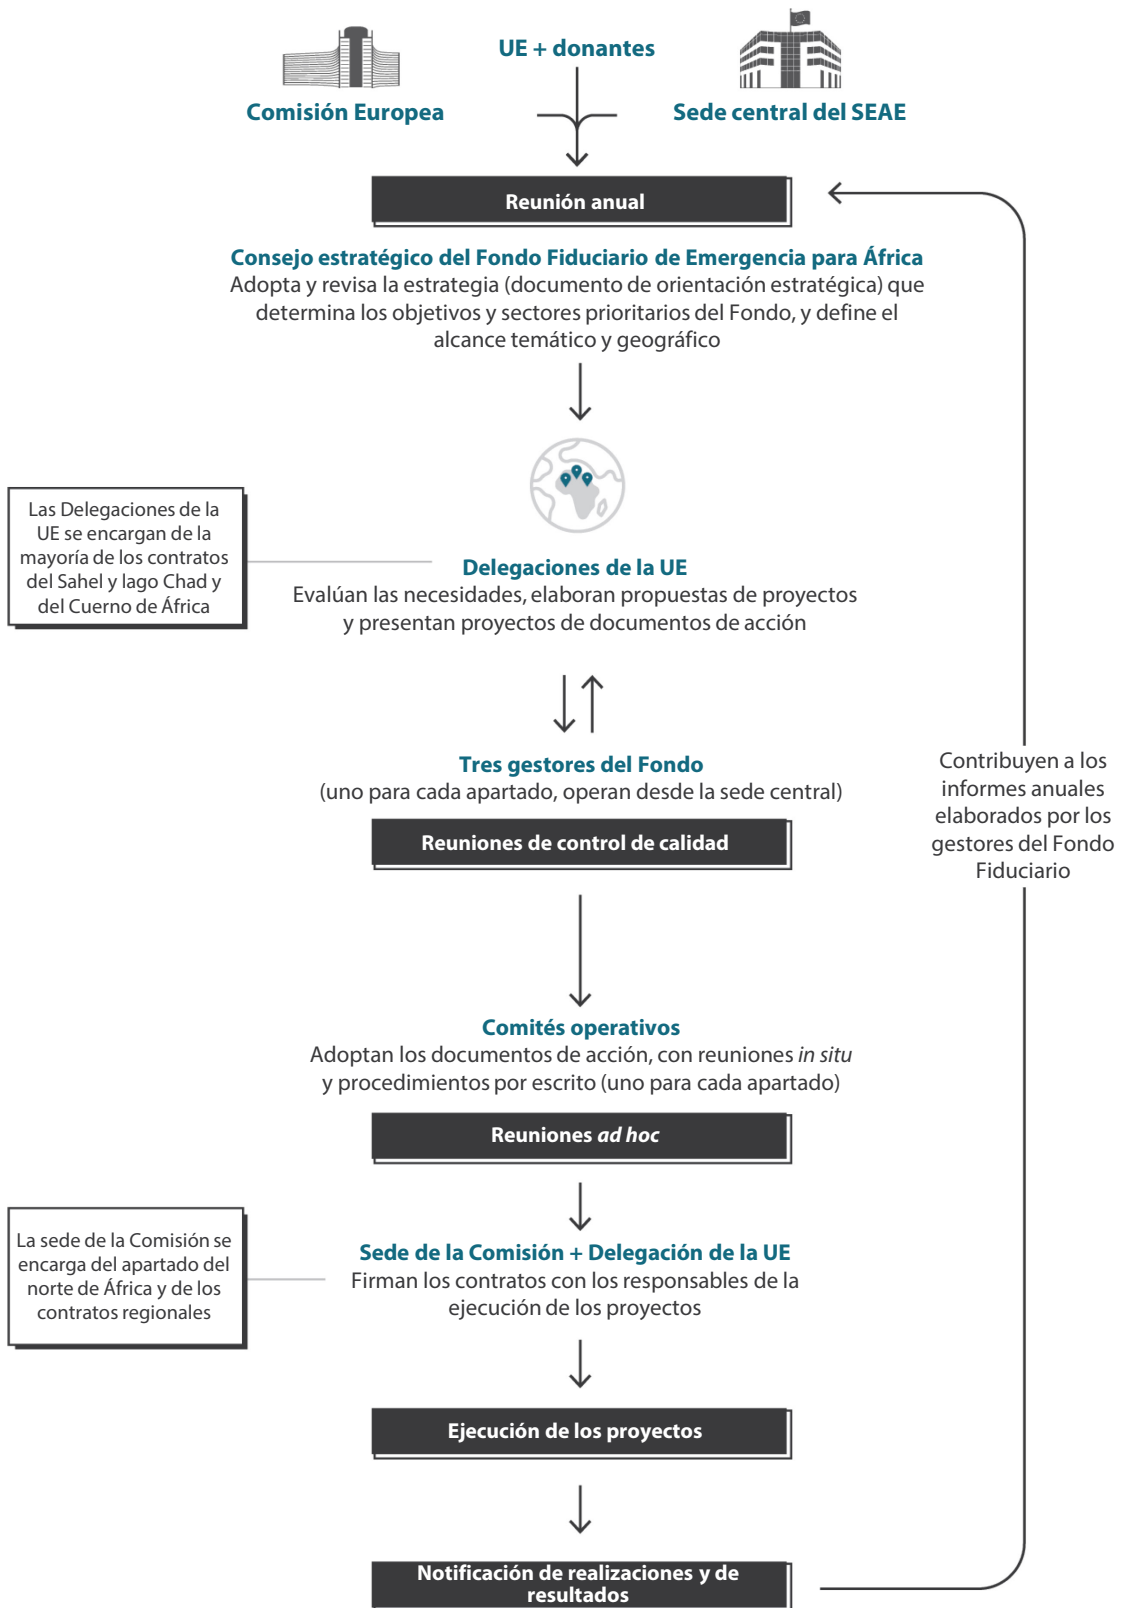 UE + donantes
Comisión Europea
Sede central del SEAE
Reunión anual
Consejo estratégico del Fondo Fiduciario de Emergencia para África
Adopta y revisa la estrategia (documento de orientación estratégica) que
determina los objetivos y sectores prioritarios del Fondo, y define el
alcance temático y geográfico
Las Delegaciones de la
UE se encargan de la
mayoría de los contratos
del Sahel y lago Chad y
del Cuerno de África
Delegaciones de la UE
Evalúan las necesidades, elaboran propuestas de proyectos
y presentan proyectos de documentos de acción
Tres gestores del Fondo
(uno para cada apartado, operan desde la sede central)
Reuniones de control de calidad
Contribuyen a los
informes anuales
elaborados por los
gestores del Fondo
Fiduciario
Comités operativos
Adoptan los documentos de acción, con reuniones in situ
y procedimientos por escrito (uno para cada apartado)
Reuniones ad hoc
La sede de la Comisión se
encarga del apartado del
norte de África y de los
contratos regionales
Sede de la Comisión + Delegación de la UE
Firman los contratos con los responsables de la
ejecución de los proyectos
Ejecución de los proyectos
Notificación de realizaciones y de
resultados